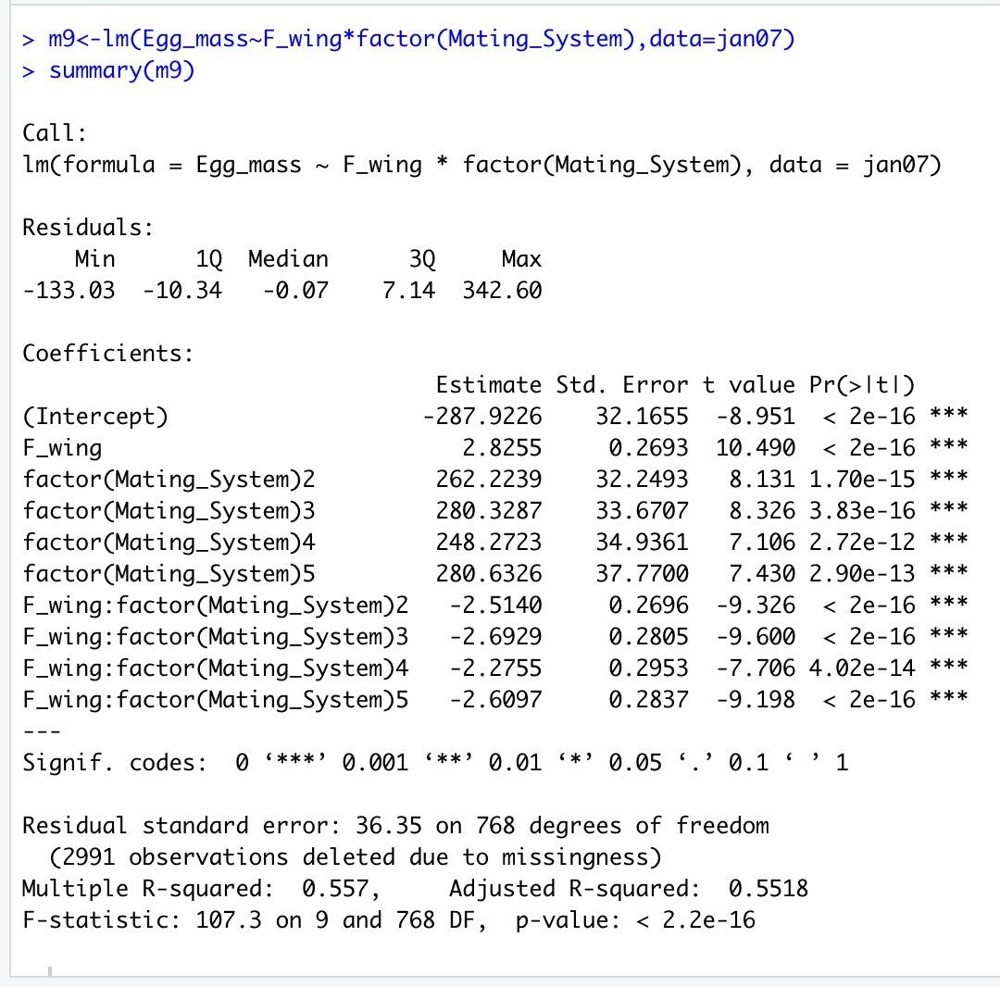 > m9<-lm(Egg_mass~F_wing*factor(Mating_System),data=jan07)
> summary(m9)
Call:
lm(formula = Egg_mass ~ F_wing * factor(Mating_System), data = jan07)
Residuals:
    Min      1Q  Median      3Q     Max
-133.03  -10.34   -0.07    7.14  342.60
Coefficients:
                               Estimate Std. Error t value Pr(>|t|)
(Intercept)                   -287.9226    32.1655  -8.951  < 2e-16 ***
F_wing                           2.8255     0.2693  10.490  < 2e-16 ***
factor(Mating_System)2         262.2239    32.2493   8.131 1.70e-15 ***
factor(Mating_System)3         280.3287    33.6707   8.326 3.83e-16 ***
factor(Mating_System)4         248.2723    34.9361   7.106 2.72e-12 ***
factor(Mating_System)5         280.6326    37.7700   7.430 2.90e-13 ***
F_wing:factor(Mating_System)2   -2.5140     0.2696  -9.326  < 2e-16 ***
F_wing:factor(Mating_System)3   -2.6929     0.2805  -9.600  < 2e-16 ***
F_wing:factor(Mating_System)4   -2.2755     0.2953  -7.706 4.02e-14 ***
F_wing:factor(Mating_System)5   -2.6097     0.2837  -9.198  < 2e-16 ***
---
Signif. codes:  0 ‘***’ 0.001 ‘**’ 0.01 ‘*’ 0.05 ‘.’ 0.1 ‘ ’ 1
Residual standard error: 36.35 on 768 degrees of freedom
  (2991 observations deleted due to missingness)
Multiple R-squared:  0.557,     Adjusted R-squared:  0.5518
F-statistic: 107.3 on 9 and 768 DF,  p-value: < 2.2e-16